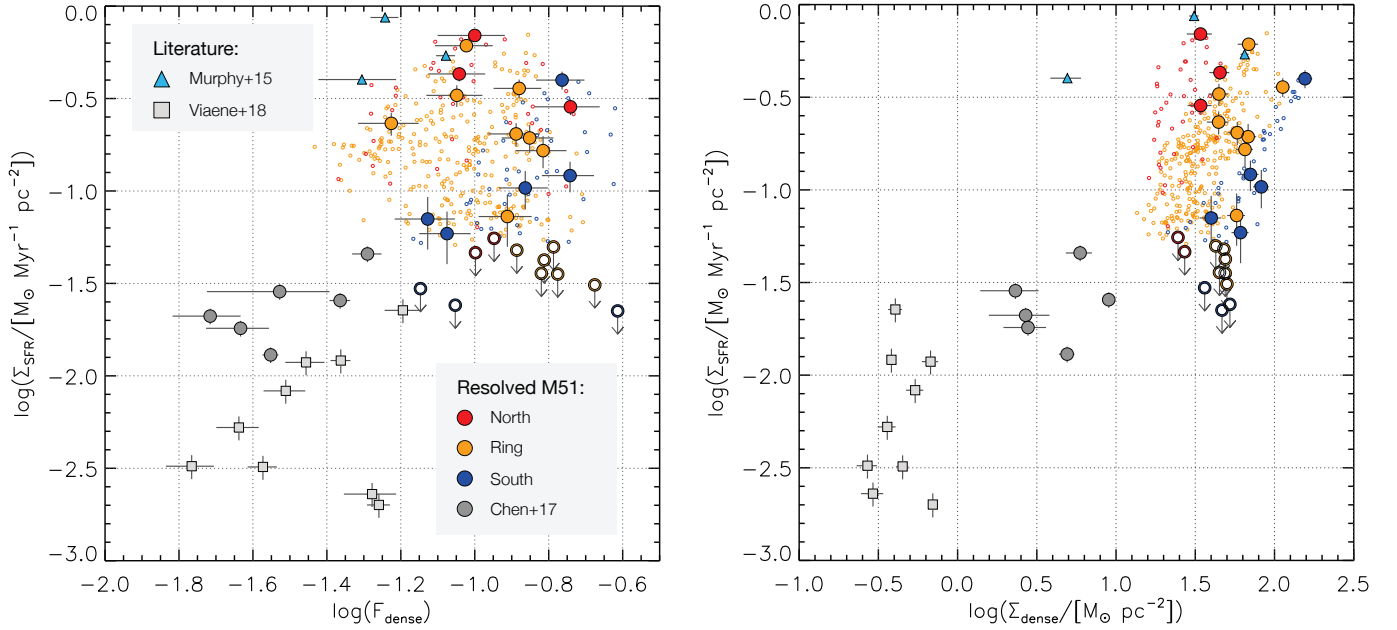 0.0
−0.5
−1.0
−1.5
−2.0
−2.5
−3.0
log(Σ_SFR/[M⊙ Myr⁻¹ pc⁻²])
Literature:
Murphy+15
Viaene+18
Resolved M51:
North
Ring
South
Chen+17
−2.0 −1.8 −1.6 −1.4 −1.2 −1.0 −0.8 −0.6
log(F_dense)
0.0
−0.5
−1.0
−1.5
−2.0
−2.5
−3.0
log(Σ_SFR/[M⊙ Myr⁻¹ pc⁻²])
−1.0 −0.5 0.0 0.5 1.0 1.5 2.0 2.5
log(Σ_dense/[M⊙ pc⁻²])